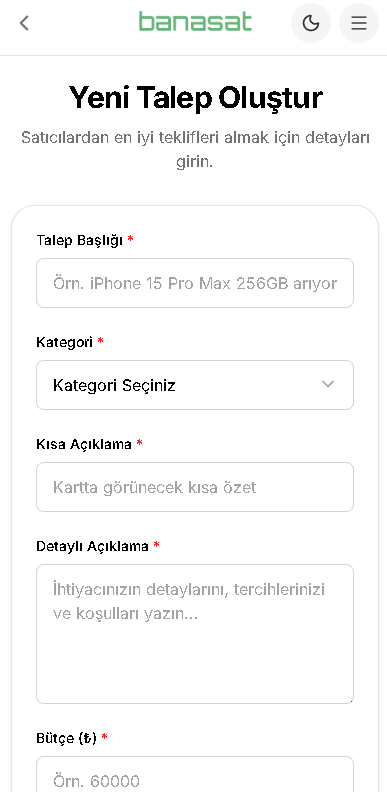 banasat
Yeni Talep Oluştur
Satıcılardan en iyi teklifleri almak için detayları
girin.
Talep Başlığı *
Örn. iPhone 15 Pro Max 256GB arıyor
Kategori *
Kategori Seçiniz
Kısa Açıklama *
Kartta görünecek kısa özet
Detaylı Açıklama *
İhtiyacınızın detaylarını, tercihlerinizi
ve koşulları yazın...
Bütçe (₺) *
Örn. 60000